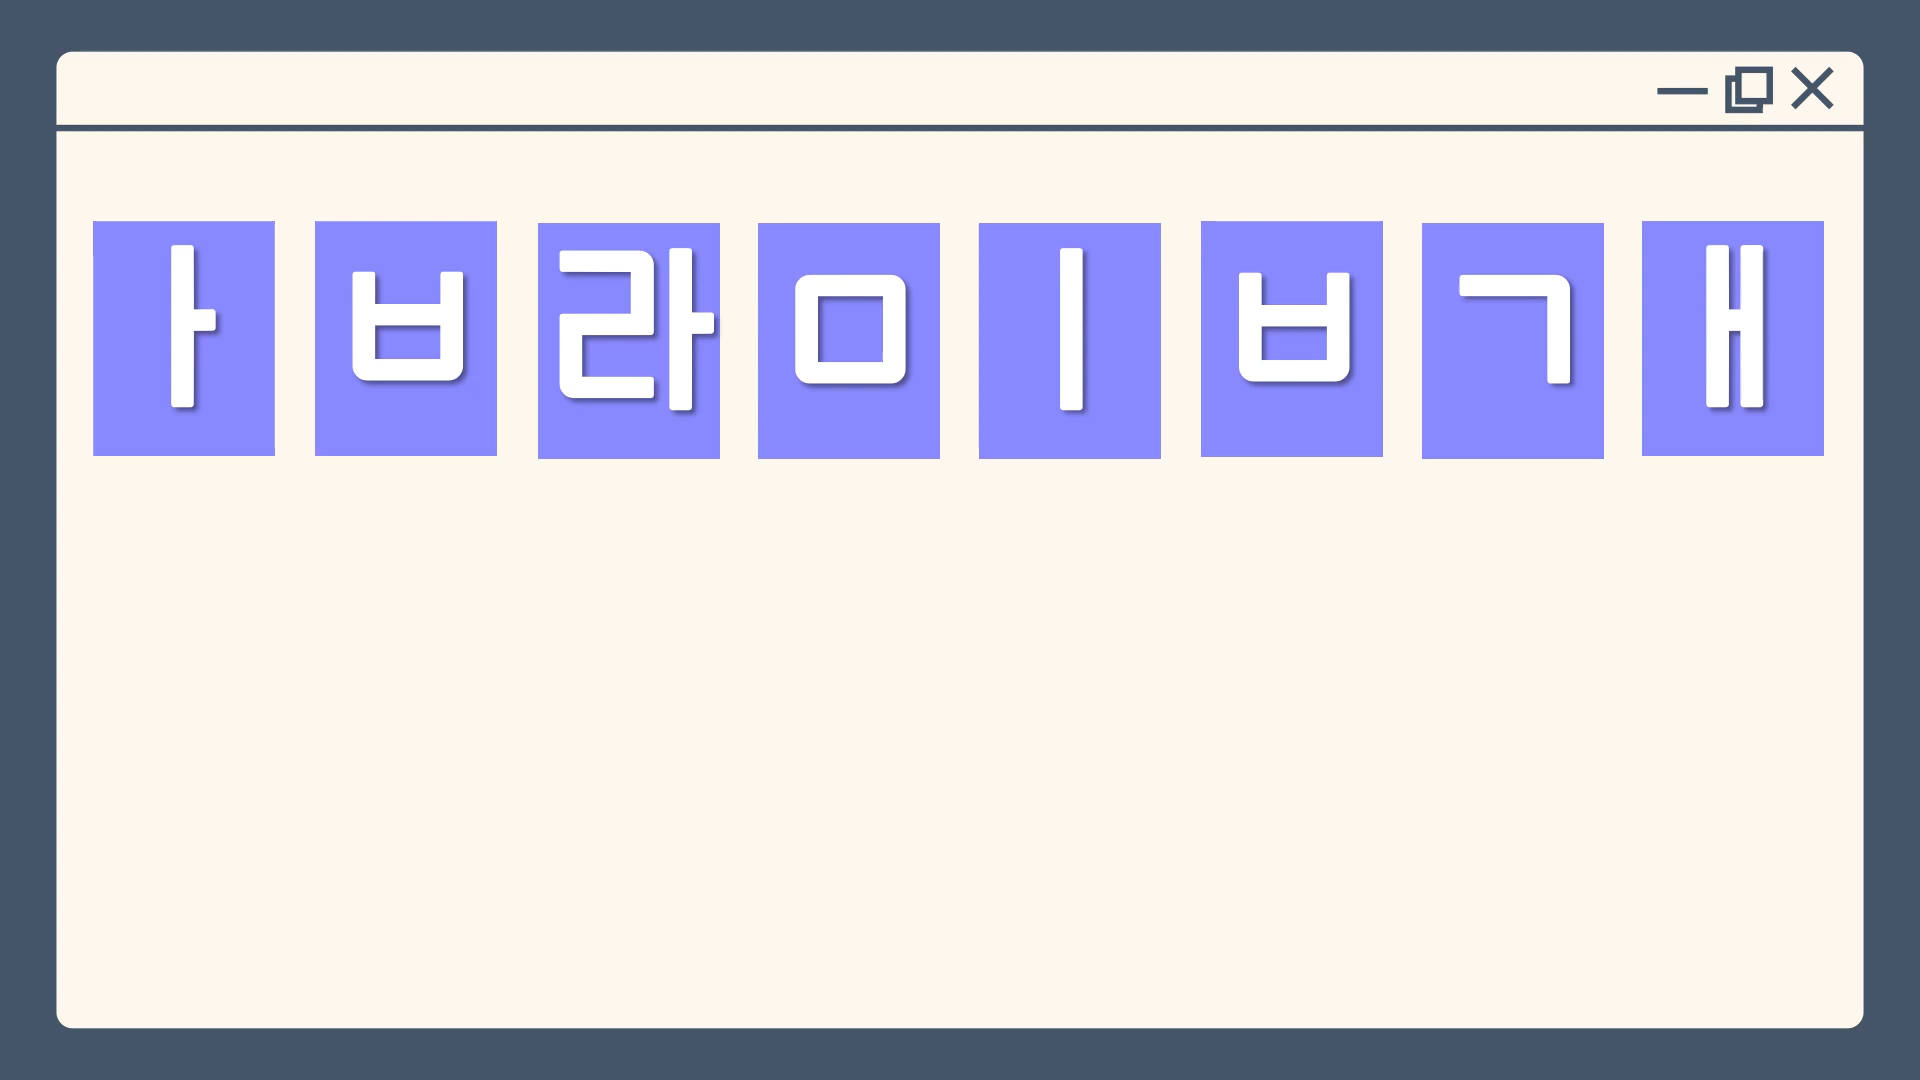 ㅏ ㅂ 라 ㅁ ㅣ ㅂ ㄱ ㅐ